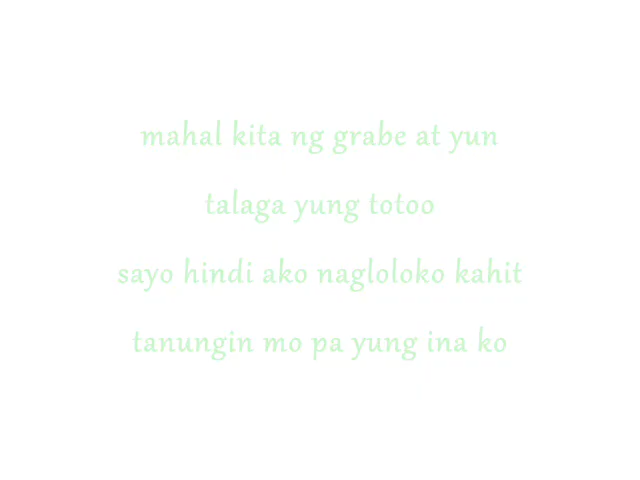 mahal kita ng grabe at yun
talaga yung totoo
sayo hindi ako nagloloko kahit
tanungin mo pa yung ina ko